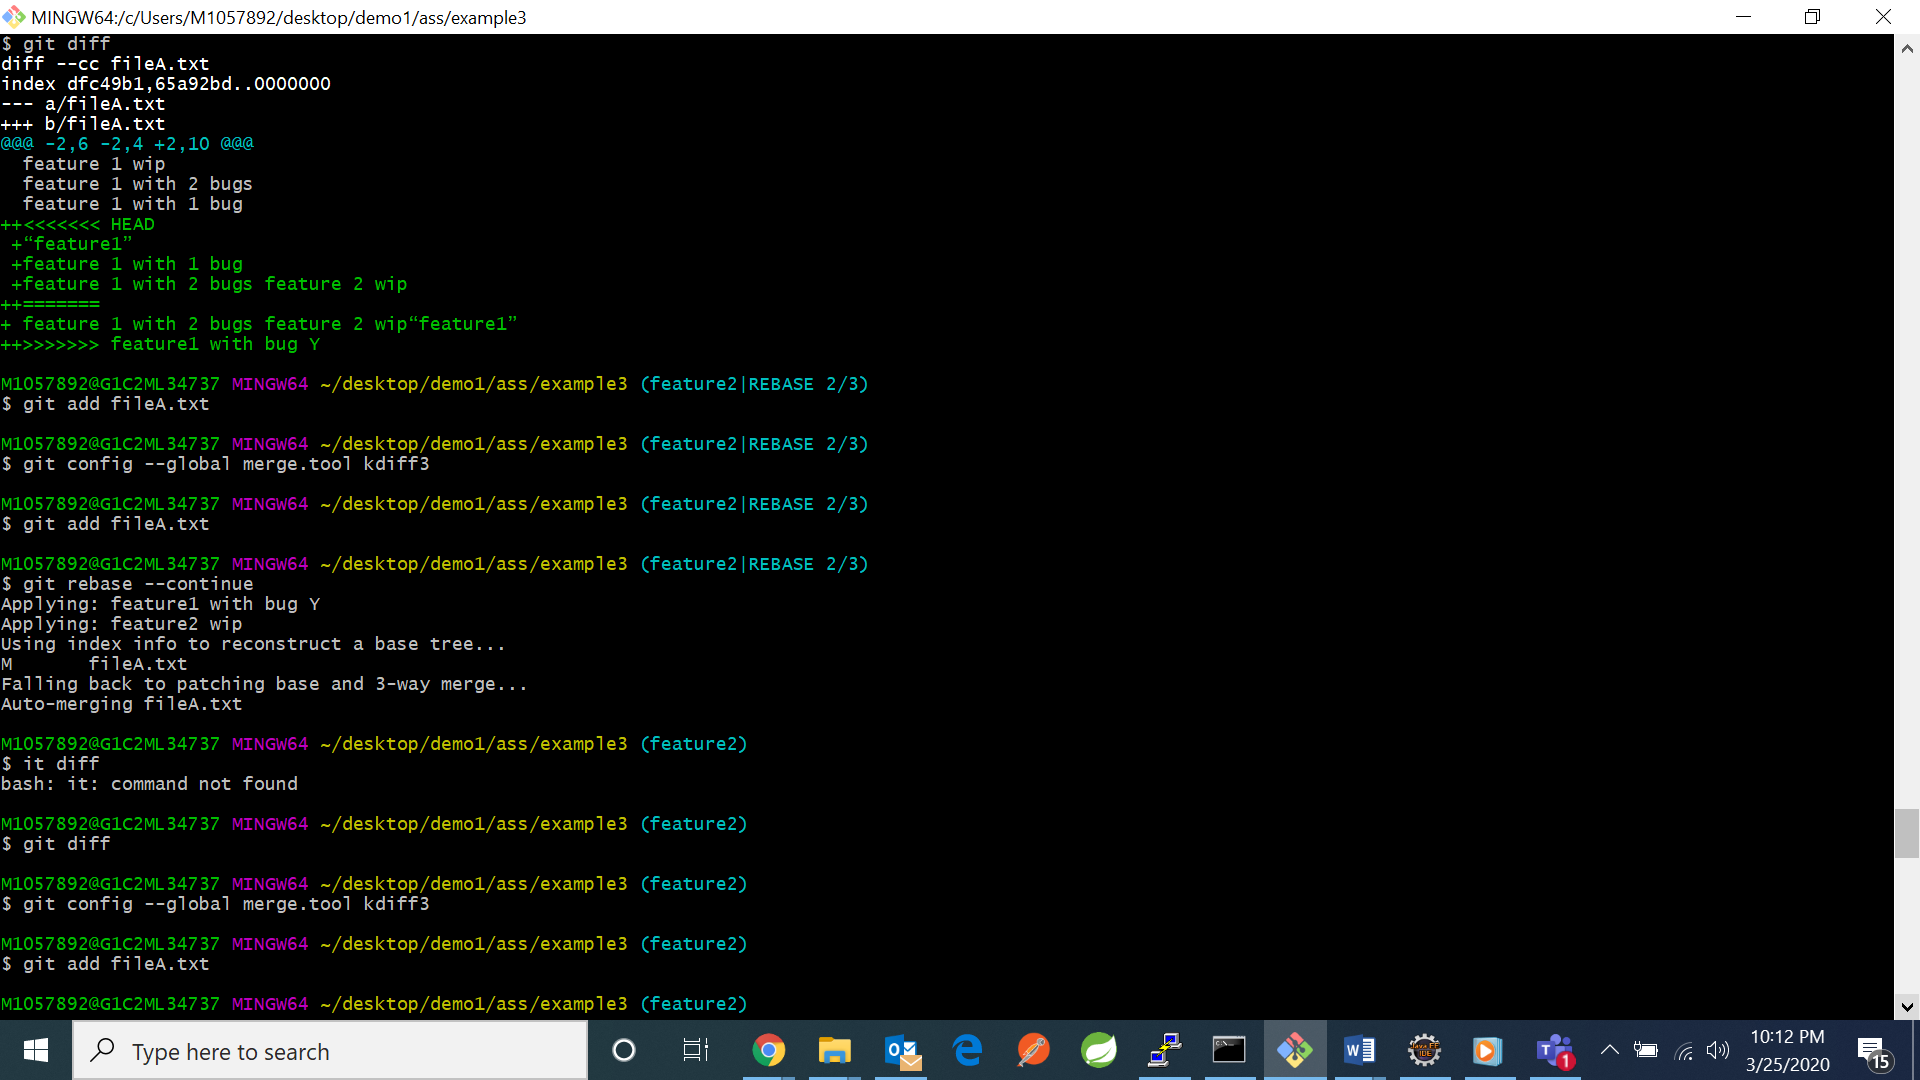 MINGW64:/c/Users/M1057892/desktop/demo1/ass/example3
$ git diff
diff --cc fileA.txt
index dfc49b1,65a92bd..0000000
--- a/fileA.txt
+++ b/fileA.txt
@@@ -2,6 -2,4 +2,10 @@@
  feature 1 wip
  feature 1 with 2 bugs
  feature 1 with 1 bug
++<<<<<<< HEAD
 +“feature1”
 +feature 1 with 1 bug
 +feature 1 with 2 bugs feature 2 wip
++=======
+ feature 1 with 2 bugs feature 2 wip“feature1”
++>>>>>>> feature1 with bug Y
M1057892@G1C2ML34737 MINGW64 ~/desktop/demo1/ass/example3 (feature2|REBASE 2/3)
$ git add fileA.txt
M1057892@G1C2ML34737 MINGW64 ~/desktop/demo1/ass/example3 (feature2|REBASE 2/3)
$ git config --global merge.tool kdiff3
M1057892@G1C2ML34737 MINGW64 ~/desktop/demo1/ass/example3 (feature2|REBASE 2/3)
$ git add fileA.txt
M1057892@G1C2ML34737 MINGW64 ~/desktop/demo1/ass/example3 (feature2|REBASE 2/3)
$ git rebase --continue
Applying: feature1 with bug Y
Applying: feature2 wip
Using index info to reconstruct a base tree...
M       fileA.txt
Falling back to patching base and 3-way merge...
Auto-merging fileA.txt
M1057892@G1C2ML34737 MINGW64 ~/desktop/demo1/ass/example3 (feature2)
$ it diff
bash: it: command not found
M1057892@G1C2ML34737 MINGW64 ~/desktop/demo1/ass/example3 (feature2)
$ git diff
M1057892@G1C2ML34737 MINGW64 ~/desktop/demo1/ass/example3 (feature2)
$ git config --global merge.tool kdiff3
M1057892@G1C2ML34737 MINGW64 ~/desktop/demo1/ass/example3 (feature2)
$ git add fileA.txt
M1057892@G1C2ML34737 MINGW64 ~/desktop/demo1/ass/example3 (feature2)
Type here to search
10:12 PM
3/25/2020
1
15